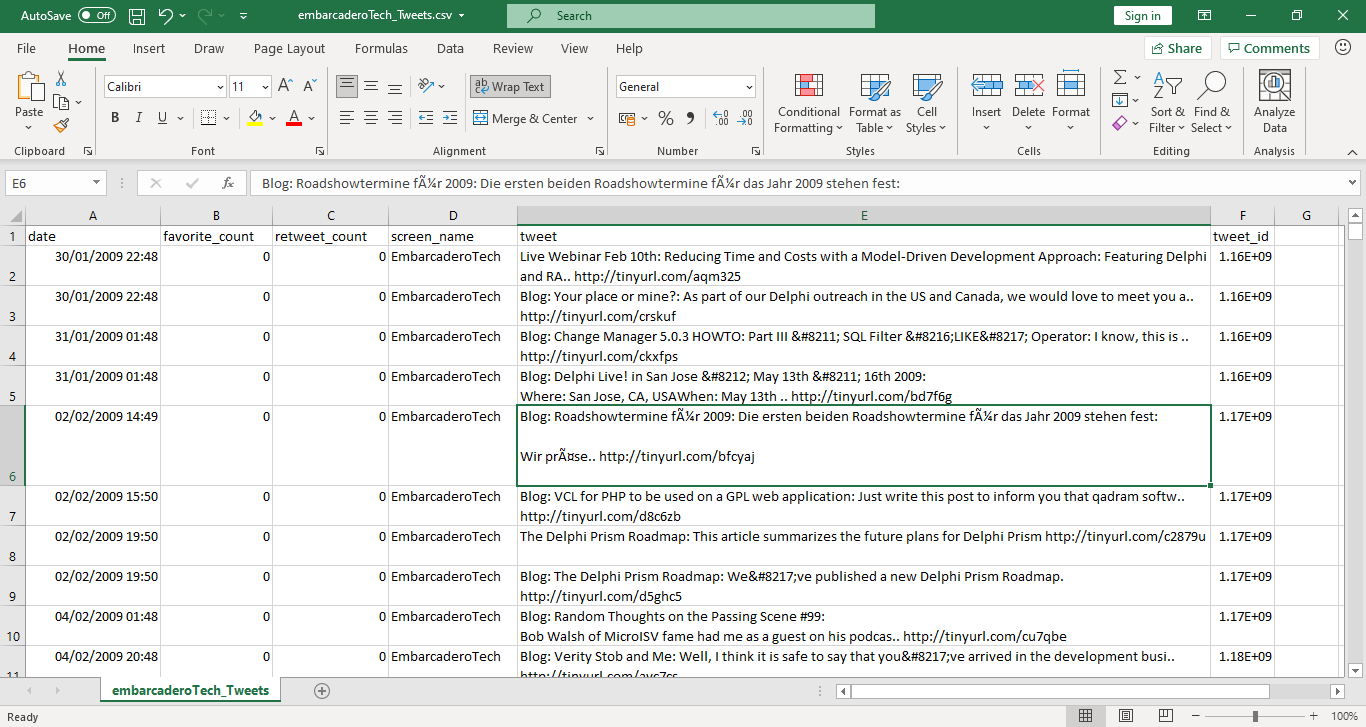 AutoSave Off embarcaderoTech_Tweets.csv Search Sign in
File Home Insert Draw Page Layout Formulas Data Review View Help Share Comments
Paste Calibri 11 A A Wrap Text General Conditional Formatting Format as Table Cell Styles Insert Delete Format Sort & Filter Find & Select Analyze Data
B I U A Merge & Center % 9
Clipboard Font Alignment Number Styles Cells Editing Analysis
E6 fx Blog: Roadshowtermine fÃ¼r 2009: Die ersten beiden Roadshowtermine fÃ¼r das Jahr 2009 stehen fest:
A B C D E F G
1 date favorite_count retweet_count screen_name tweet tweet_id
30/01/2009 22:48 0 0 EmbarcaderoTech Live Webinar Feb 10th: Reducing Time and Costs with a Model-Driven Development Approach: Featuring Delphi 1.16E+09
2 and RA.. http://tinyurl.com/aqm325
30/01/2009 22:48 0 0 EmbarcaderoTech Blog: Your place or mine?: As part of our Delphi outreach in the US and Canada, we would love to meet you a.. 1.16E+09
3 http://tinyurl.com/crskuf
31/01/2009 01:48 0 0 EmbarcaderoTech Blog: Change Manager 5.0.3 HOWTO: Part III &#8211; SQL Filter &#8216;LIKE&#8217; Operator: I know, this is .. 1.16E+09
4 http://tinyurl.com/ckxfps
31/01/2009 01:48 0 0 EmbarcaderoTech Blog: Delphi Live! in San Jose &#8212; May 13th &#8211; 16th 2009: 1.16E+09
5 Where: San Jose, CA, USAWhen: May 13th .. http://tinyurl.com/bd7f6g
02/02/2009 14:49 0 0 EmbarcaderoTech Blog: Roadshowtermine fÃ¼r 2009: Die ersten beiden Roadshowtermine fÃ¼r das Jahr 2009 stehen fest: 1.17E+09
Wir prÃ¤se.. http://tinyurl.com/bfcyaj
6
02/02/2009 15:50 0 0 EmbarcaderoTech Blog: VCL for PHP to be used on a GPL web application: Just write this post to inform you that qadram softw.. 1.17E+09
7 http://tinyurl.com/d8c6zb
02/02/2009 19:50 0 0 EmbarcaderoTech The Delphi Prism Roadmap: This article summarizes the future plans for Delphi Prism http://tinyurl.com/c2879u 1.17E+09
8
02/02/2009 19:50 0 0 EmbarcaderoTech Blog: The Delphi Prism Roadmap: We&#8217;ve published a new Delphi Prism Roadmap. 1.17E+09
9 http://tinyurl.com/d5ghc5
04/02/2009 01:48 0 0 EmbarcaderoTech Blog: Random Thoughts on the Passing Scene #99: 1.17E+09
10 Bob Walsh of MicroISV fame had me as a guest on his podcas.. http://tinyurl.com/cu7qbe
04/02/2009 20:48 0 0 EmbarcaderoTech Blog: Verity Stob and Me: Well, I think it is safe to say that you&#8217;ve arrived in the development busi.. 1.18E+09
11
embarcaderoTech_Tweets
Ready 100%